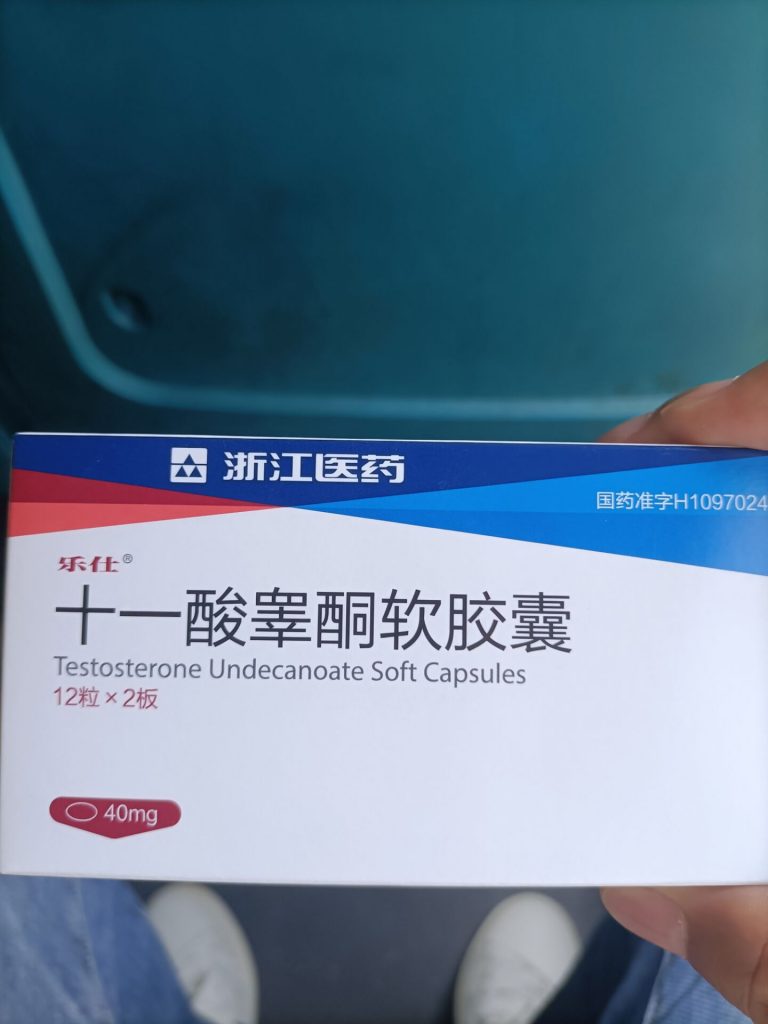 浙江医药
国药准字H1097024
乐仕®
十一酸睾酮软胶囊
Testosterone Undecanoate Soft Capsules
12粒×2板
40mg